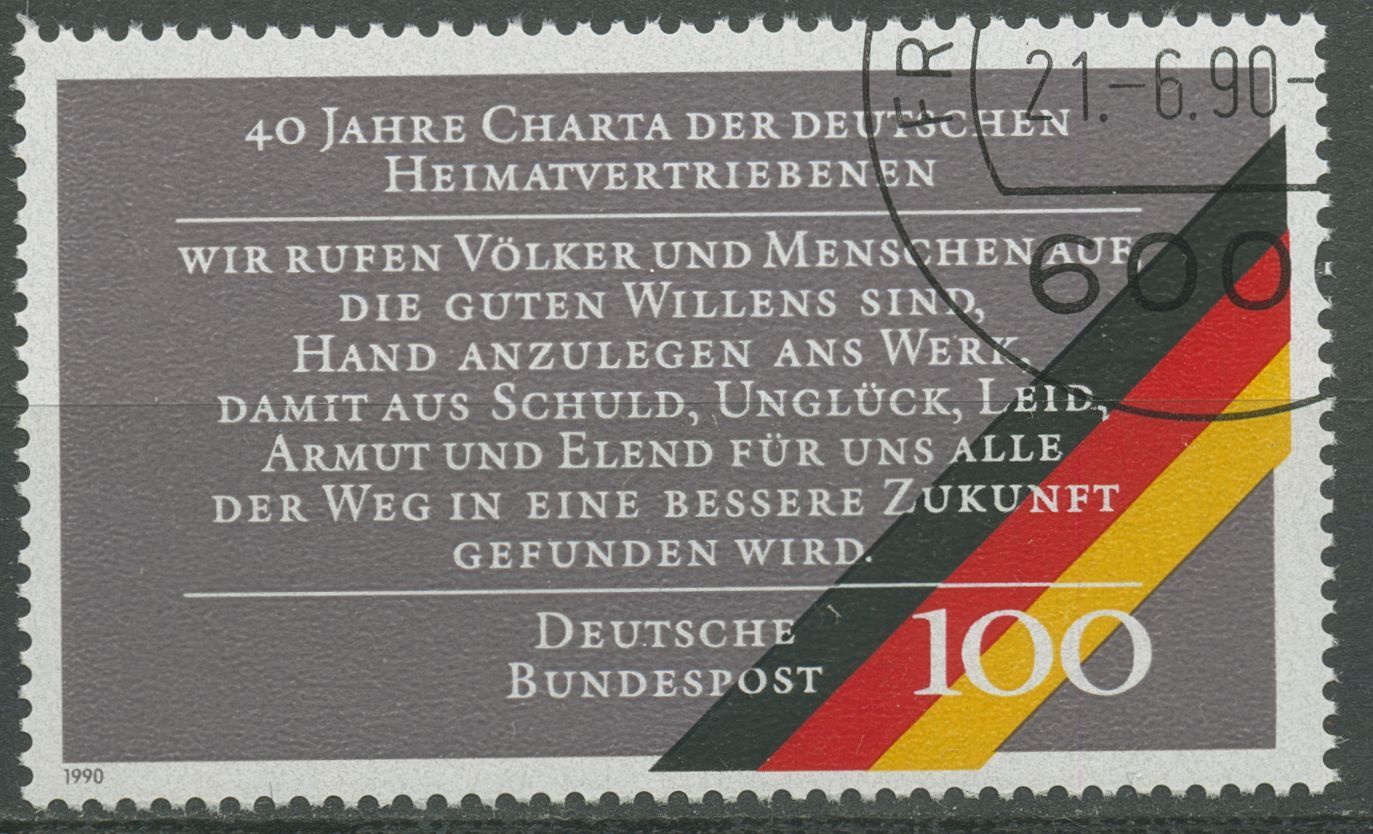 40 JAHRE CHARTA DER DEUTSCHEN
HEIMATVERTRIEBENEN
WIR RUFEN VÖLKER UND MENSCHEN AUF
DIE GUTEN WILLENS SIND,
HAND ANZULEGEN ANS WERK,
DAMIT AUS SCHULD, UNGLÜCK, LEID,
ARMUT UND ELEND FÜR UNS ALLE
DER WEG IN EINE BESSERE ZUKUNFT
GEFUNDEN WIRD.
DEUTSCHE
BUNDESPOST
100
1990
FR
21.-6.90-
600